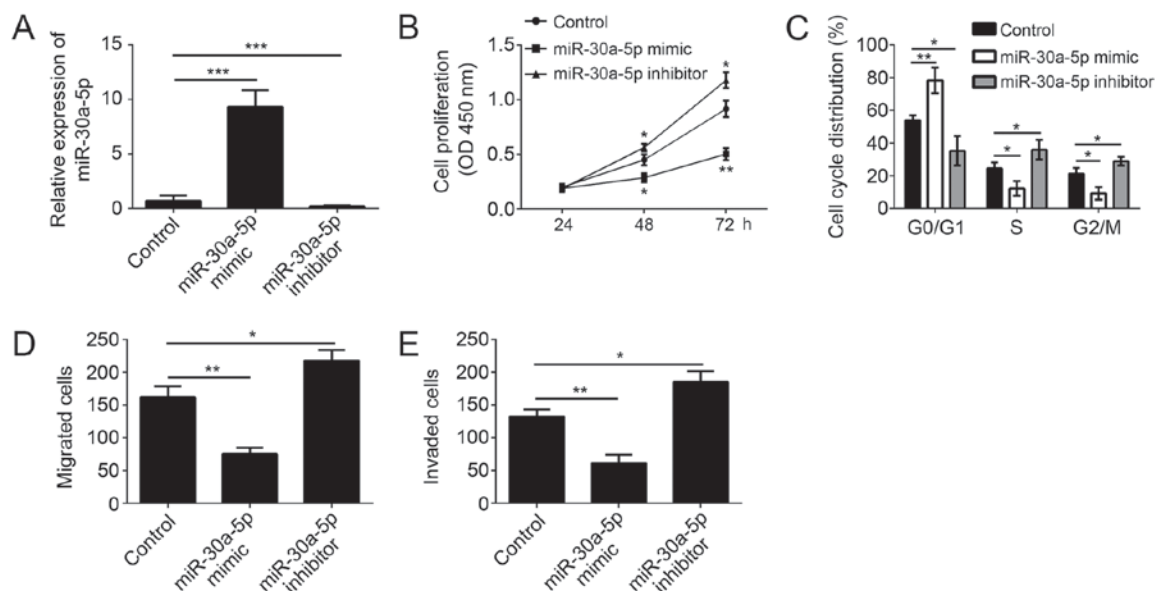 A
Relative expression of
miR-30a-5p
15
10
5
0
***
***
Control
miR-30a-5p
mimic
miR-30a-5p
inhibitor
B
Control
miR-30a-5p mimic
miR-30a-5p inhibitor
Cell proliferation
(OD 450 nm)
1.5
1.0
0.5
0.0
*
*
*
**
24 48 72 h
C
Control
miR-30a-5p mimic
miR-30a-5p inhibitor
Cell cycle distribution (%)
100
80
60
40
20
0
*
**
*
*
*
*
G0/G1 S G2/M
D
Migrated cells
250
200
150
100
50
0
*
**
Control
miR-30a-5p
mimic
miR-30a-5p
inhibitor
E
Invaded cells
250
200
150
100
50
0
*
**
Control
miR-30a-5p
mimic
miR-30a-5p
inhibitor